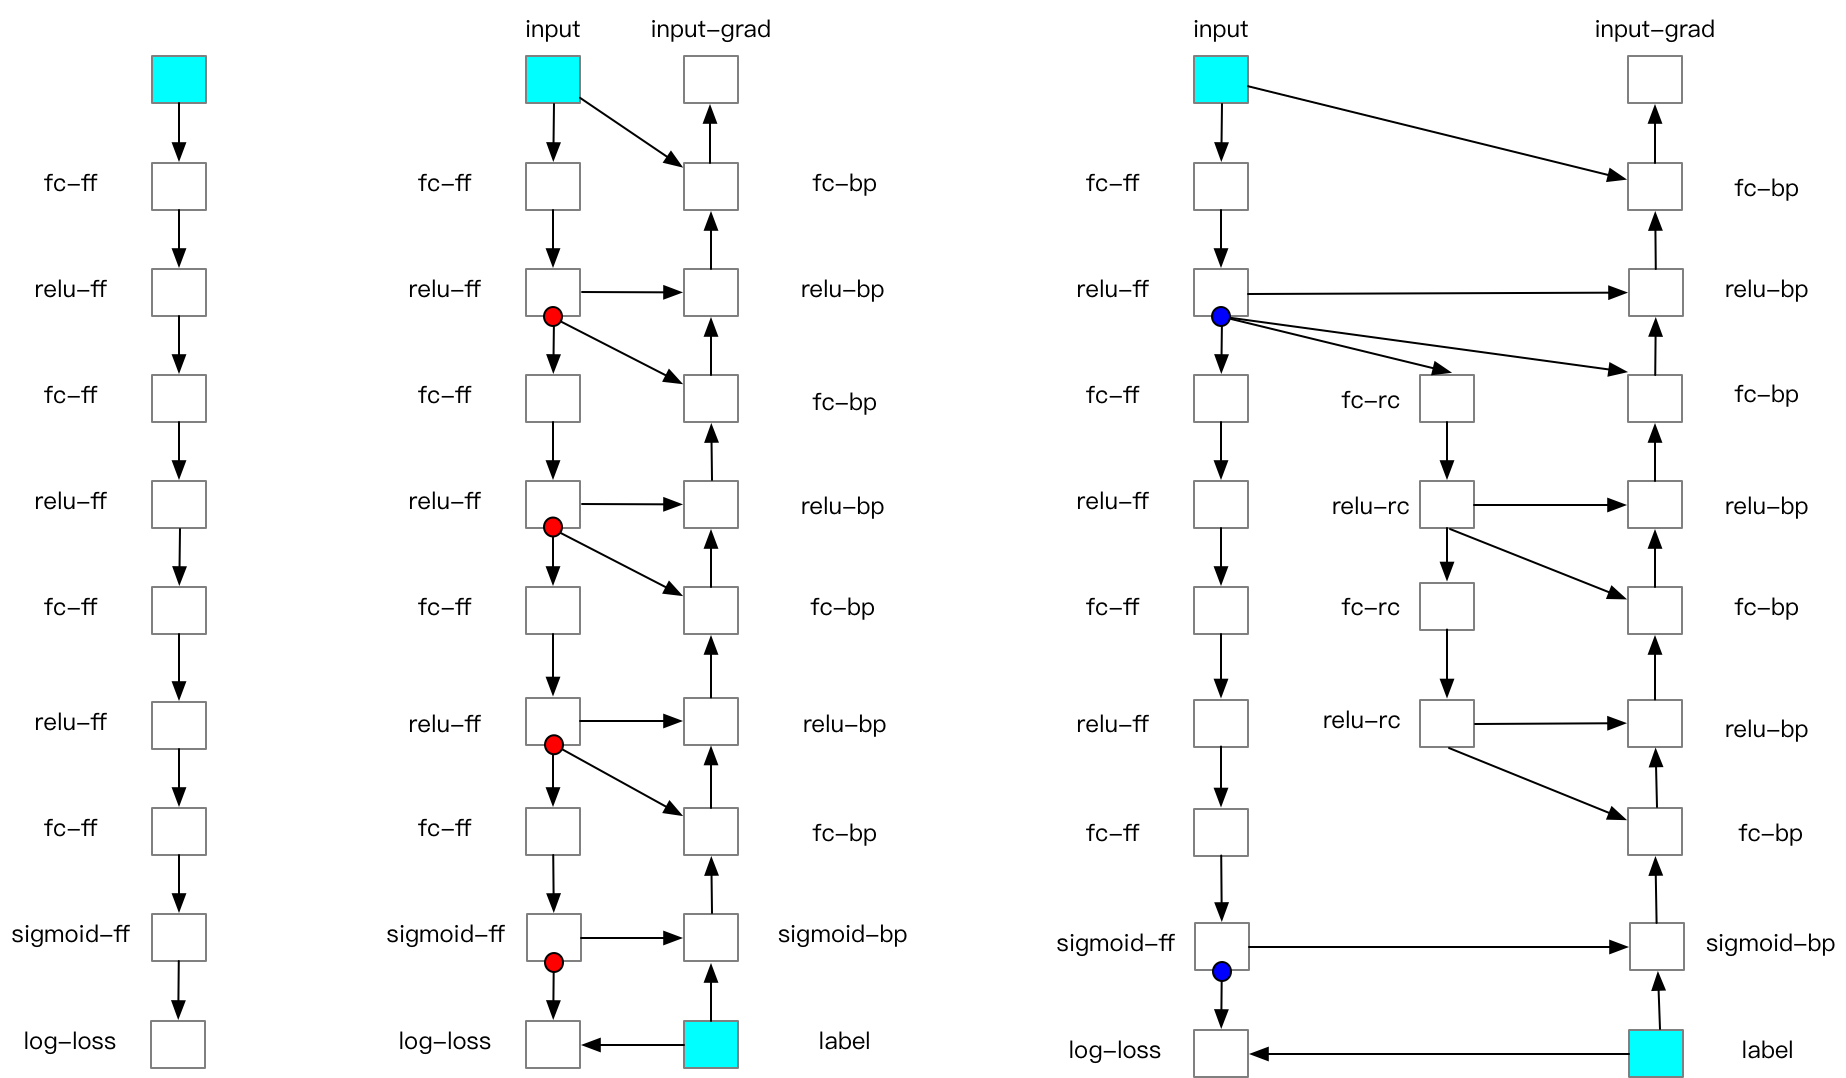 input input-grad input input-grad
fc-ff fc-ff fc-bp fc-ff fc-bp
relu-ff relu-ff relu-bp relu-ff relu-bp
fc-ff fc-ff fc-bp fc-ff fc-rc fc-bp
relu-ff relu-ff relu-bp relu-ff relu-rc relu-bp
fc-ff fc-ff fc-bp fc-ff fc-rc fc-bp
relu-ff relu-ff relu-bp relu-ff relu-rc relu-bp
fc-ff fc-ff fc-bp fc-ff fc-bp
sigmoid-ff sigmoid-ff sigmoid-bp sigmoid-ff sigmoid-bp
log-loss log-loss label log-loss label